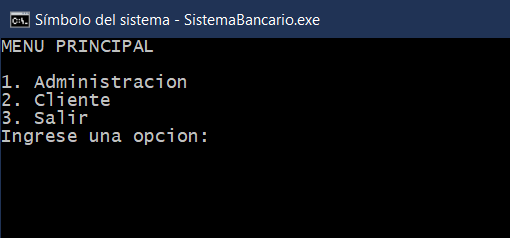 Símbolo del sistema - SistemaBancario.exe
MENU PRINCIPAL
1. Administracion
2. Cliente
3. Salir
Ingrese una opcion: